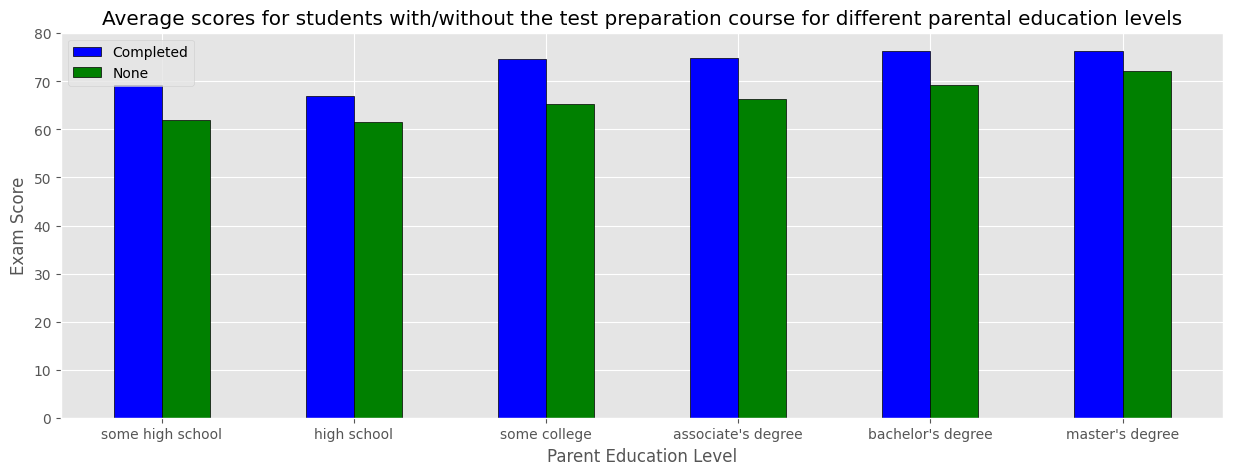 Average scores for students with/without the test preparation course for different parental education levels
Completed
None
Exam Score
80
70
60
50
40
30
20
10
0
some high school
high school
some college
associate's degree
bachelor's degree
master's degree
Parent Education Level